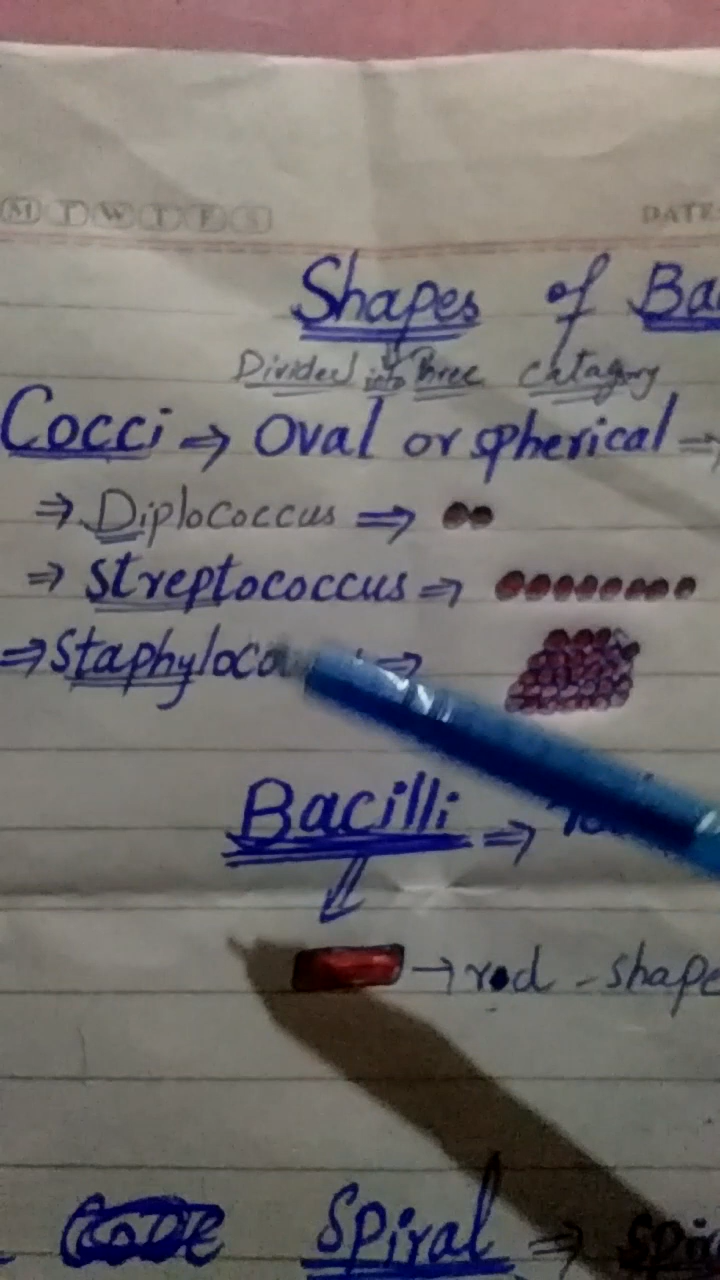 M T W T F S DATE
Shapes of Ba
Divided into three catagory
Cocci ⇒ Oval or spherical ⇒
⇒ Diplococcus ⇒
⇒ Streptococcus ⇒
⇒ Staphyloco ⇒
Bacilli ⇒
→ rod - shape
Spiral ⇒ Spi